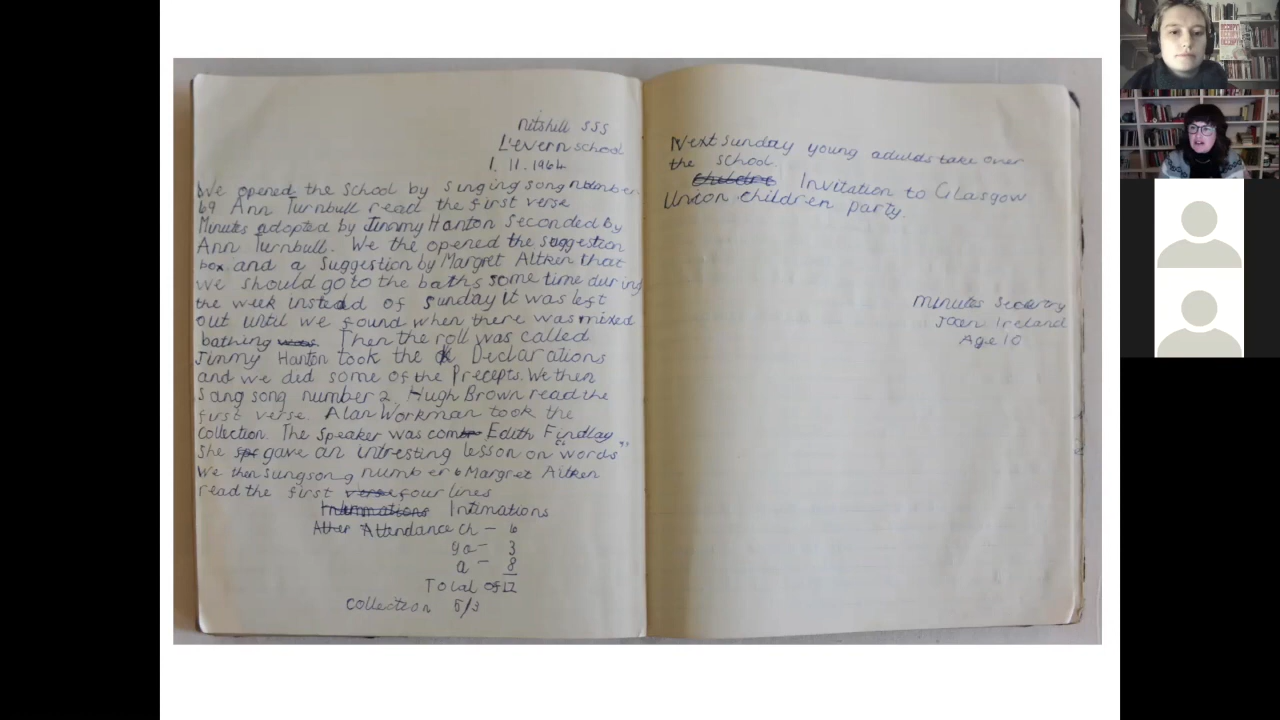 Nitshill SSS
Levern school
1. 11. 1964
We opened the School by singing song number
69 Ann Turnbull read the first verse
Minutes adopted by Jimmy Hanton Seconded By
Ann Turnbull. We the opened the suggestion
box and a Suggestion by Margret Aitken that
we should go to the baths some time during
the week instead of Sunday It was left
out until we found when there was mixed
bathing was Then the roll was called
Jimmy Hanton took the Declarations
and we did some of the Precepts. We then
Sang song number 2. Hugh Brown read the
first verse. Alan Workman took the
Collection. The Speaker was Edith Findlay
She gave an intresting lesson on "words"
We then sung song number 6 Margret Aitken
read the first verse four lines
Intimations
Attendance Ch - 6
ya - 3
a - 8
Total of 17
Collection 5/3
Next Sunday young adulds take over
the School.
Invitation to Glasgow
Union children party.
Minutes Secertry
Joan Ireland
Age 10